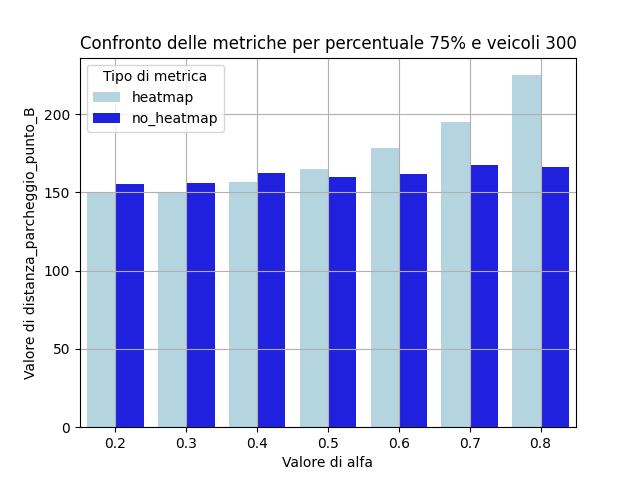 Confronto delle metriche per percentuale 75% e veicoli 300
Tipo di metrica
heatmap
no_heatmap
Valore di distanza_parcheggio_punto_B
200
150
100
50
0
0.2 0.3 0.4 0.5 0.6 0.7 0.8
Valore di alfa